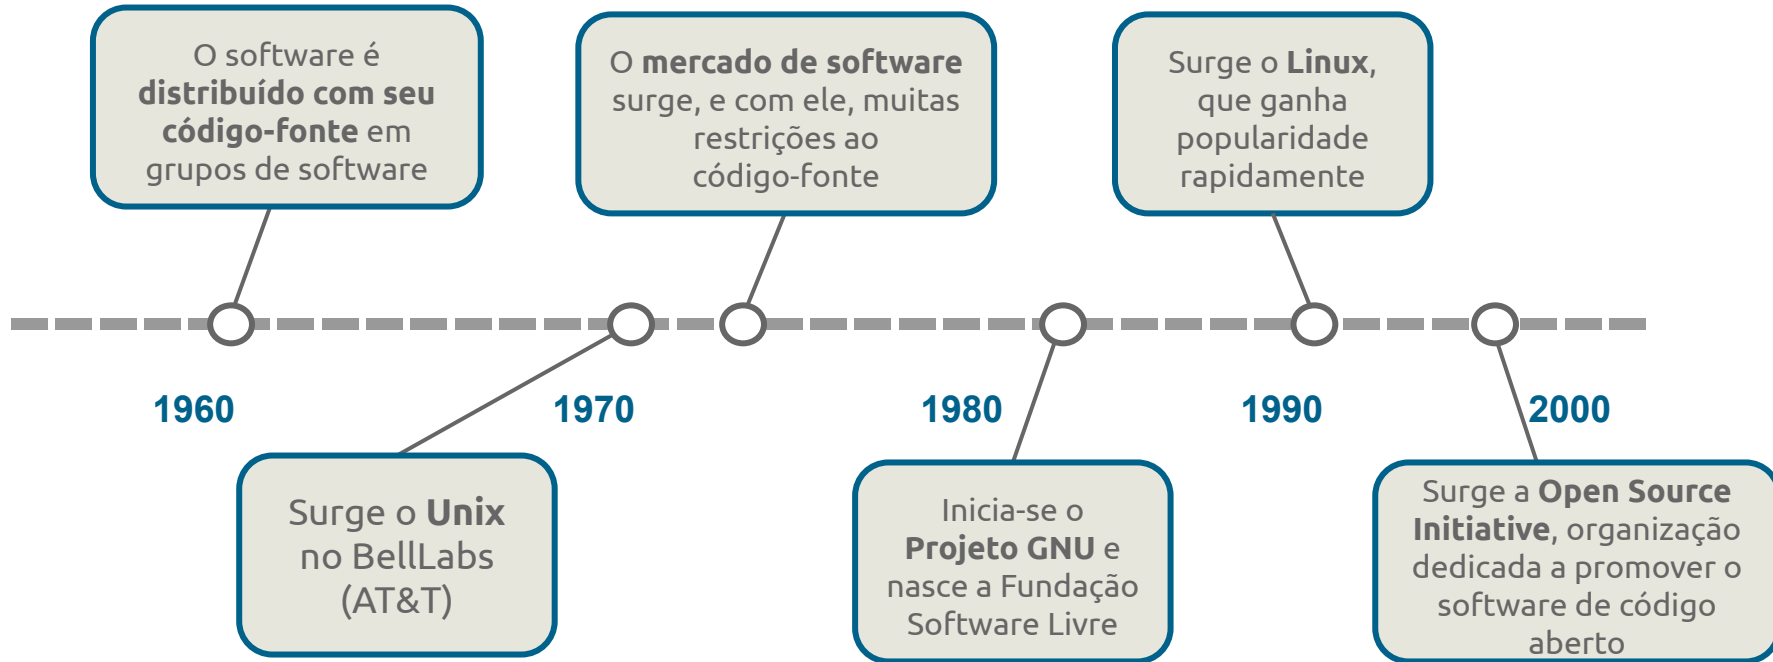 O software é
distribuído com seu
código-fonte em
grupos de software
O mercado de software
surge, e com ele, muitas
restrições ao
código-fonte
Surge o Linux,
que ganha
popularidade
rapidamente
1960
1970
1980
1990
2000
Surge o Unix
no BellLabs
(AT&T)
Inicia-se o
Projeto GNU e
nasce a Fundação
Software Livre
Surge a Open Source
Initiative, organização
dedicada a promover o
software de código
aberto